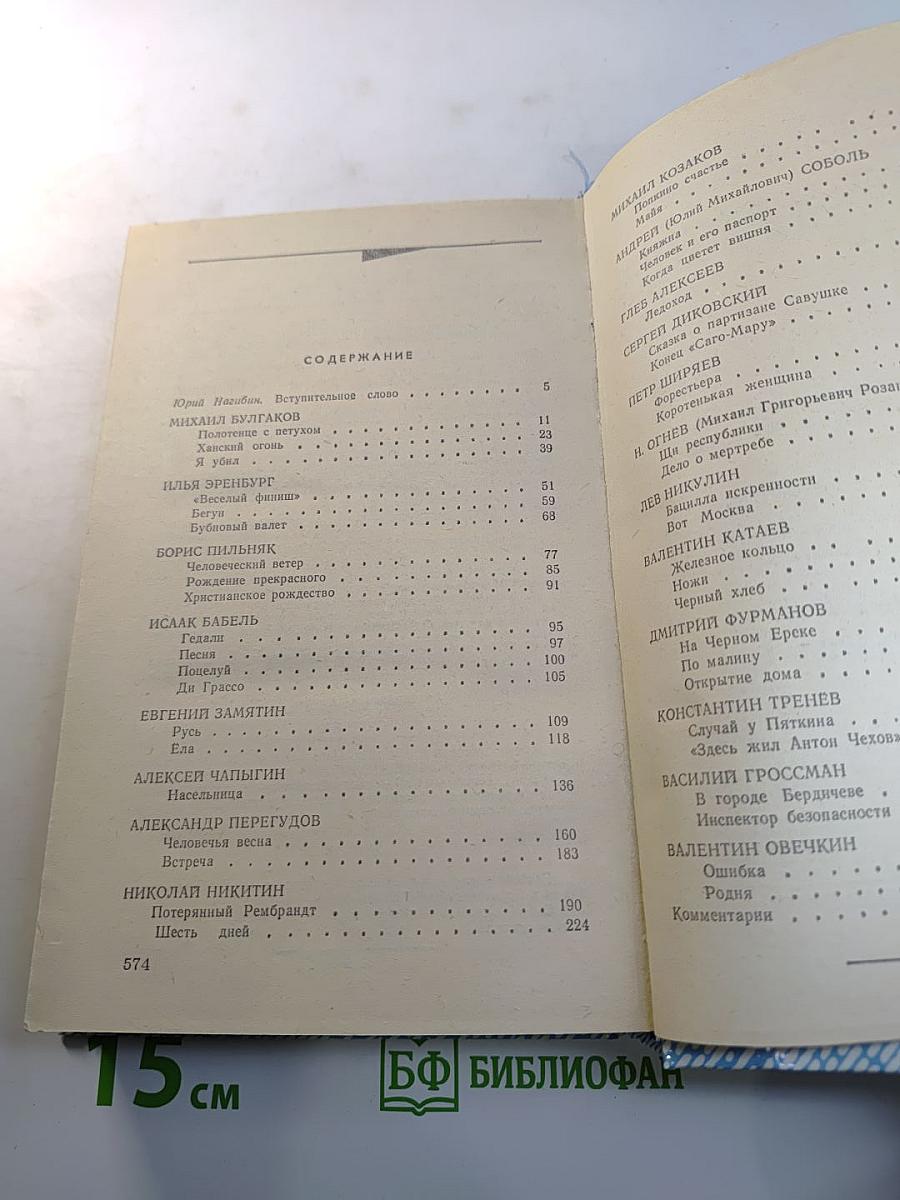 СОДЕРЖАНИЕ
Юрий Нагибин. Вступительное слово . . . . . . . . 5
МИХАИЛ БУЛГАКОВ
Полотенце с петухом . . . . . . . . . . . . 11
Ханский огонь . . . . . . . . . . . . . . 23
Я убил . . . . . . . . . . . . . . . . 39
ИЛЬЯ ЭРЕНБУРГ
«Веселый финиш» . . . . . . . . . . . . . 51
Бегун . . . . . . . . . . . . . . . . . 59
Бубновый валет . . . . . . . . . . . . . 68
БОРИС ПИЛЬНЯК
Человеческий ветер . . . . . . . . . . . . 77
Рождение прекрасного . . . . . . . . . . . 85
Христианское рождество . . . . . . . . . . 91
ИСААК БАБЕЛЬ
Гедали . . . . . . . . . . . . . . . . 95
Песня . . . . . . . . . . . . . . . . . 97
Поцелуй . . . . . . . . . . . . . . . . 100
Ди Грассо . . . . . . . . . . . . . . . 105
ЕВГЕНИЙ ЗАМЯТИН
Русь . . . . . . . . . . . . . . . . . 109
Ёла . . . . . . . . . . . . . . . . . . 118
АЛЕКСЕЙ ЧАПЫГИН
Насельница . . . . . . . . . . . . . . . 136
АЛЕКСАНДР ПЕРЕГУДОВ
Человечья весна . . . . . . . . . . . . . 160
Встреча . . . . . . . . . . . . . . . . 183
НИКОЛАЙ НИКИТИН
Потерянный Рембрандт . . . . . . . . . . . 190
Шесть дней . . . . . . . . . . . . . . . 224
574
МИХАИЛ КОЗАКОВ
Попкино счастье . . . . . .
Майя . . . . . . . . . .
АНДРЕЙ (Юлий Михайлович) СОБОЛЬ
Княжна . . . . . . . . .
Человек и его паспорт . . . . .
Когда цветет вишня . . . . . .
ГЛЕБ АЛЕКСЕЕВ
Ледоход . . . . . . . . .
СЕРГЕЙ ДИКОВСКИЙ
Сказка о партизане Савушке . . .
Конец «Саго-Мару» . . . . . .
ПЕТР ШИРЯЕВ
Форестьера . . . . . . . .
Коротенькая женщина . . . . .
Н. ОГНЕВ (Михаил Григорьевич Розан
Щи республики . . . . . . .
Дело о мертребе . . . . . . .
ЛЕВ НИКУЛИН
Бацилла искренности . . . . .
Вот Москва . . . . . . . .
ВАЛЕНТИН КАТАЕВ
Железное кольцо . . . . . .
Ножи . . . . . . . . . .
Черный хлеб . . . . . . . .
ДМИТРИЙ ФУРМАНОВ
На Черном Ерске . . . . . .
По малину . . . . . . . .
Открытие дома . . . . . . .
КОНСТАНТИН ТРЕНЕВ
Случай у Пяткина . . . .
«Здесь жил Антон Чехов»
ВАСИЛИЙ ГРОССМАН
В городе Бердичеве . .
Инспектор безопасности
ВАЛЕНТИН ОВЕЧКИН
Ошибка . . . . . . .
Родня . . . . . . .
Комментарии . . . . . .
15 см
БФ БИБЛИОФАН